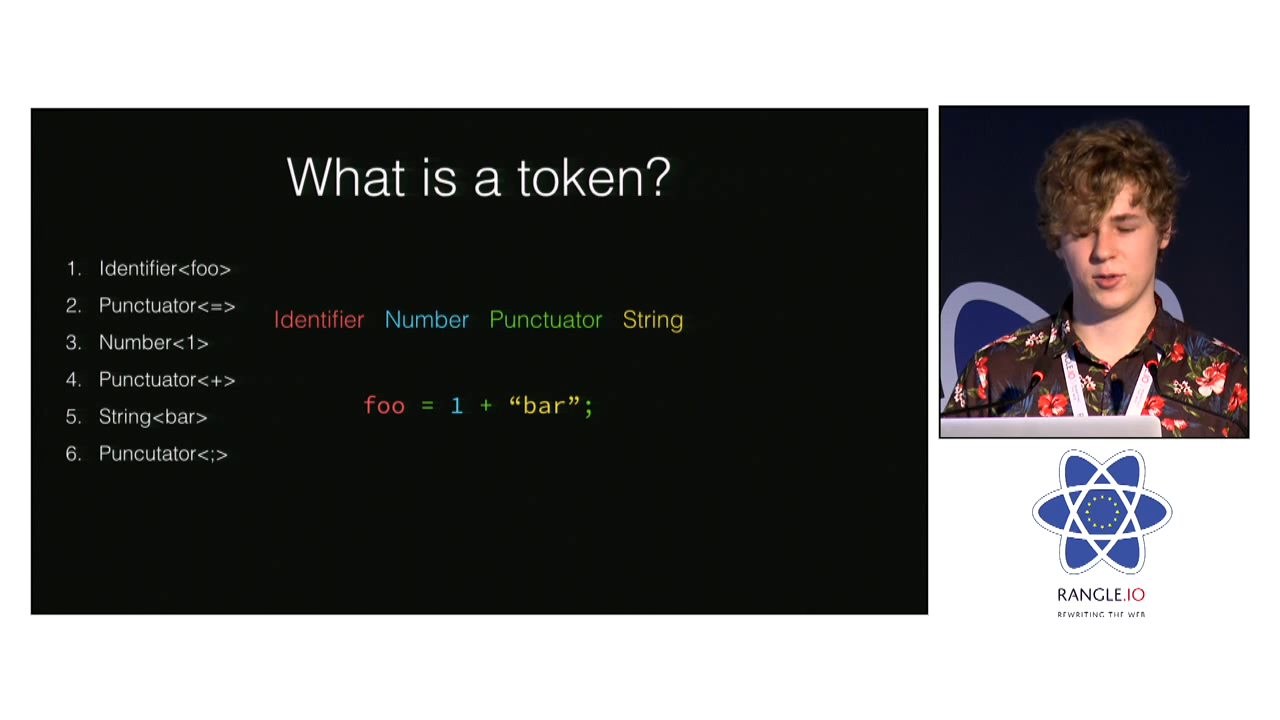 What is a token?
1. Identifier<foo>
2. Punctuator<=>
3. Number<1>
4. Punctuator<+>
5. String<bar>
6. Puncutator<;>
Identifier Number Punctuator String
foo = 1 + “bar”;
RANGLE.IO
REWRITING THE WEB